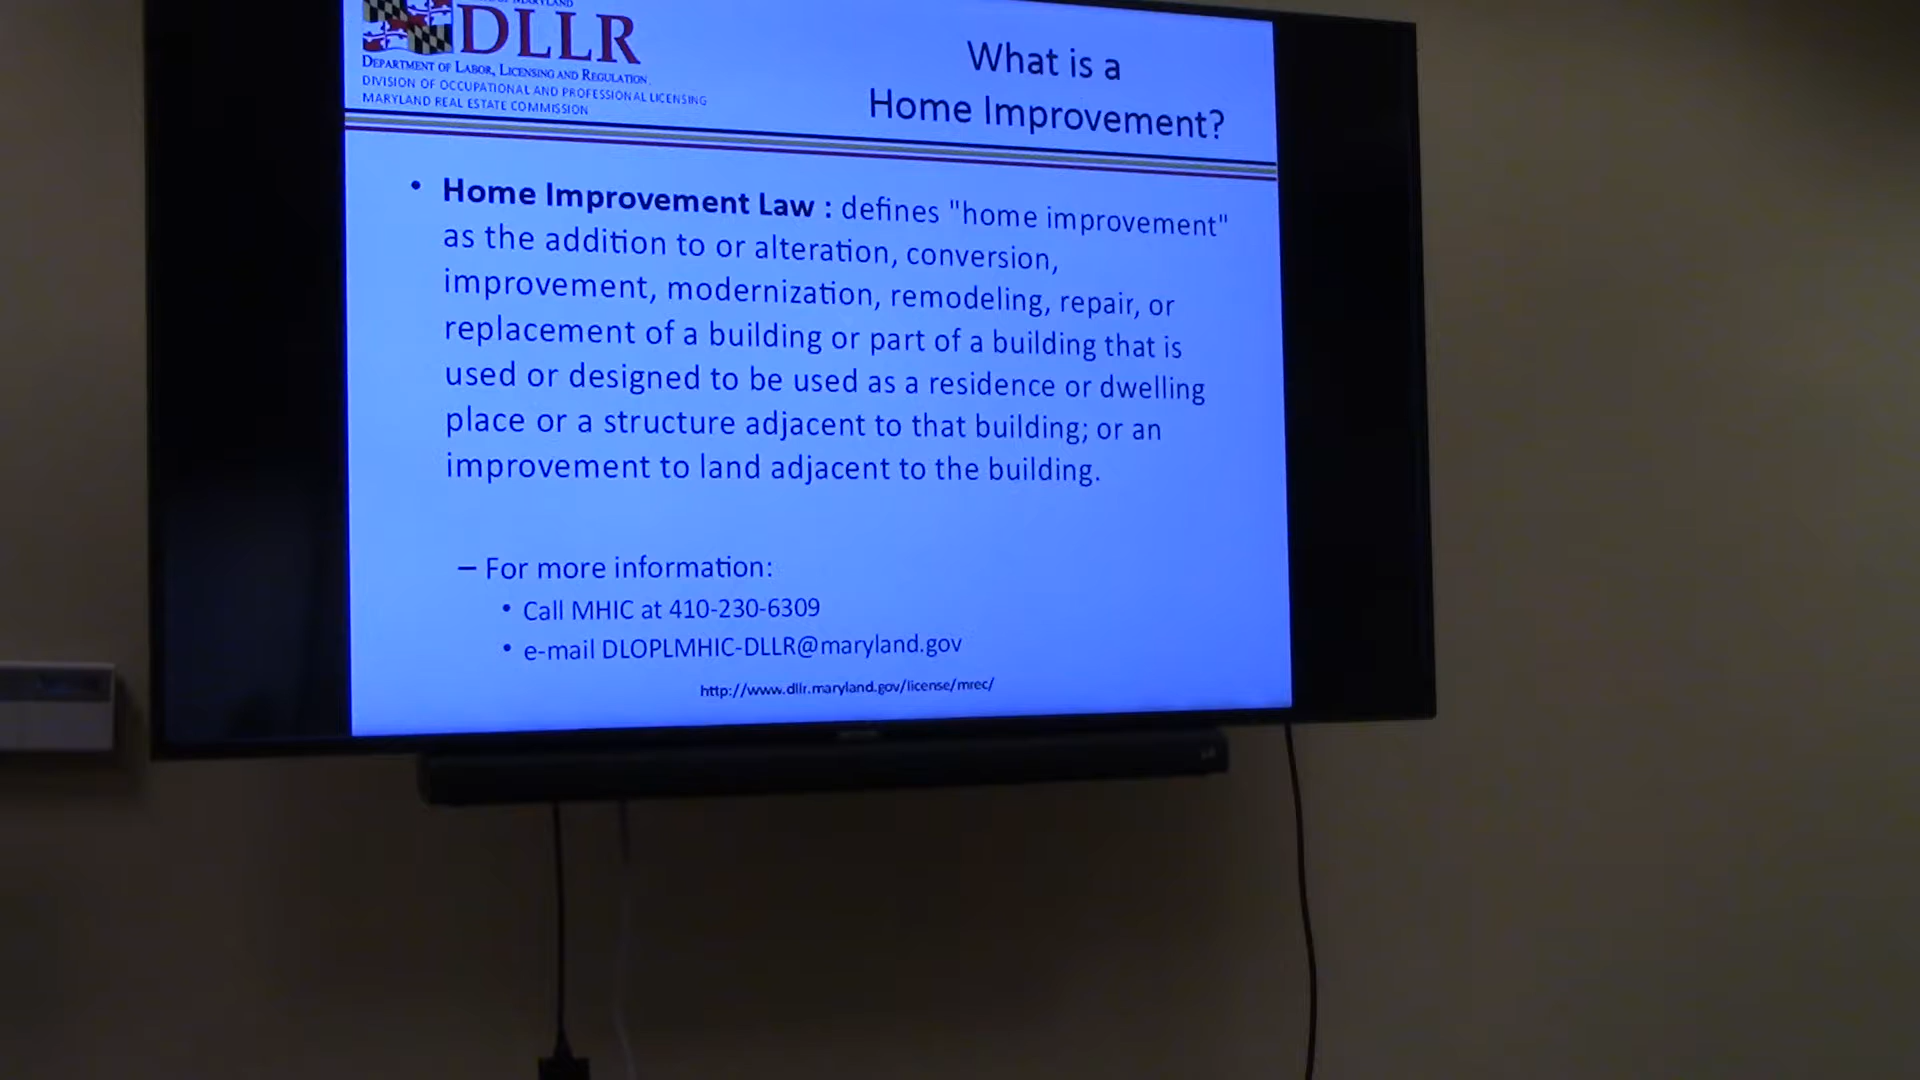 DLLR
DEPARTMENT OF LABOR, LICENSING AND REGULATION
DIVISION OF OCCUPATIONAL AND PROFESSIONAL LICENSING
MARYLAND REAL ESTATE COMMISSION
What is a
Home Improvement?
• Home Improvement Law : defines "home improvement"
as the addition to or alteration, conversion,
improvement, modernization, remodeling, repair, or
replacement of a building or part of a building that is
used or designed to be used as a residence or dwelling
place or a structure adjacent to that building; or an
improvement to land adjacent to the building.
– For more information:
• Call MHIC at 410-230-6309
• e-mail DLOPLMHIC-DLLR@maryland.gov
http://www.dllr.maryland.gov/license/mrec/